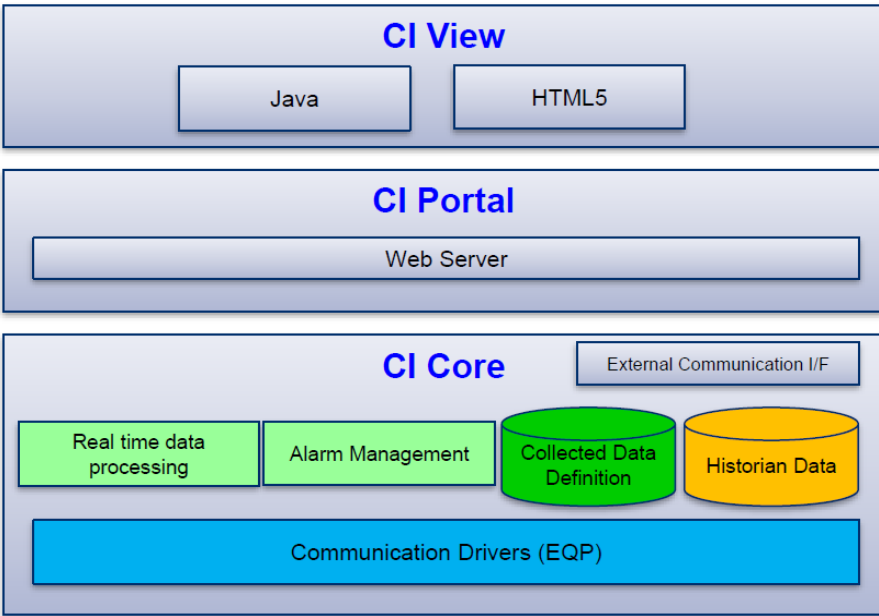 CI View
Java
HTML5
CI Portal
Web Server
CI Core
External Communication I/F
Real time data
processing
Alarm Management
Collected Data
Definition
Historian Data
Communication Drivers (EQP)